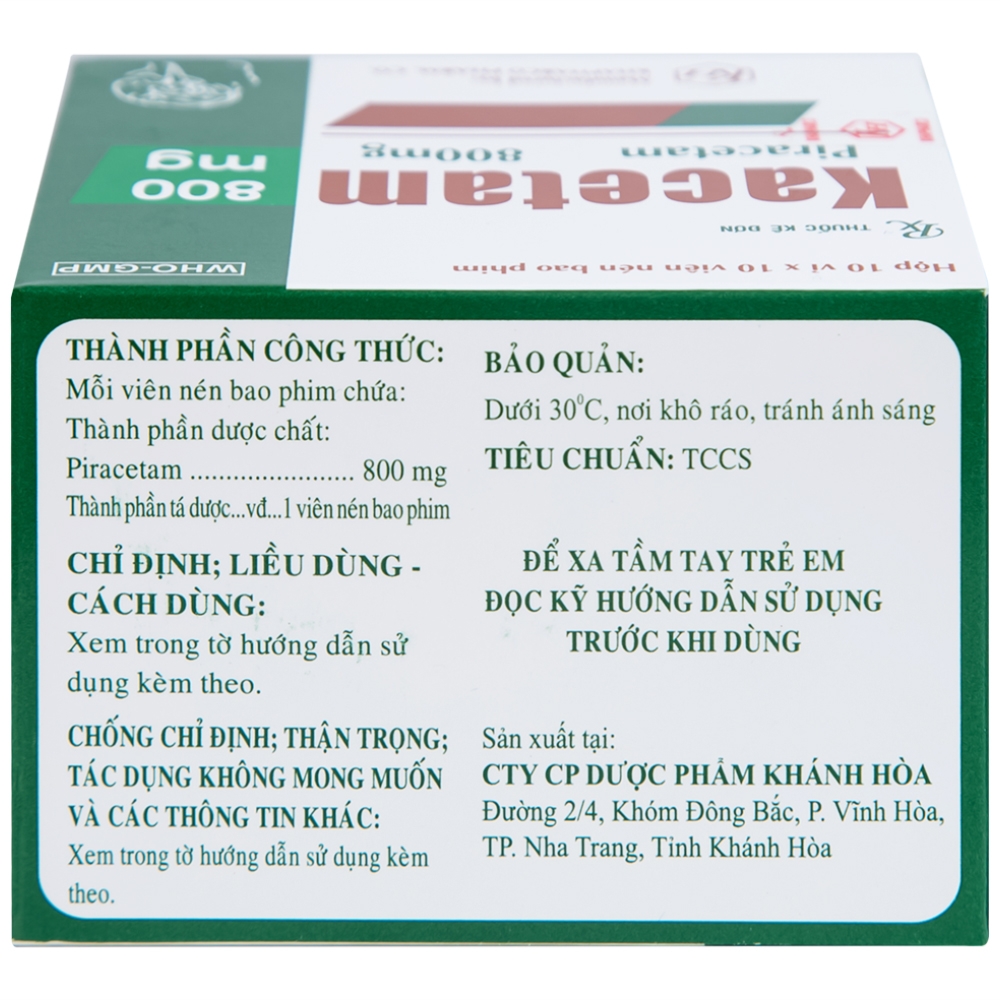 WHO-GMP
800
mg
Hộp 10 vỉ x 10 viên nén bao phim
Rx THUỐC KÊ ĐƠN
Kacetam
Piracetam 800mg
THÀNH PHẦN CÔNG THỨC:
Mỗi viên nén bao phim chứa:
Thành phần dược chất:
Piracetam ....................... 800 mg
Thành phần tá dược...vđ...1 viên nén bao phim
CHỈ ĐỊNH; LIỀU DÙNG -
CÁCH DÙNG:
Xem trong tờ hướng dẫn sử
dụng kèm theo.
CHỐNG CHỈ ĐỊNH; THẬN TRỌNG;
TÁC DỤNG KHÔNG MONG MUỐN
VÀ CÁC THÔNG TIN KHÁC:
Xem trong tờ hướng dẫn sử dụng kèm
theo.
BẢO QUẢN:
Dưới 30⁰C, nơi khô ráo, tránh ánh sáng
TIÊU CHUẨN: TCCS
ĐỂ XA TẦM TAY TRẺ EM
ĐỌC KỸ HƯỚNG DẪN SỬ DỤNG
TRƯỚC KHI DÙNG
Sản xuất tại:
CTY CP DƯỢC PHẨM KHÁNH HÒA
Đường 2/4, Khóm Đông Bắc, P. Vĩnh Hòa,
TP. Nha Trang, Tỉnh Khánh Hòa